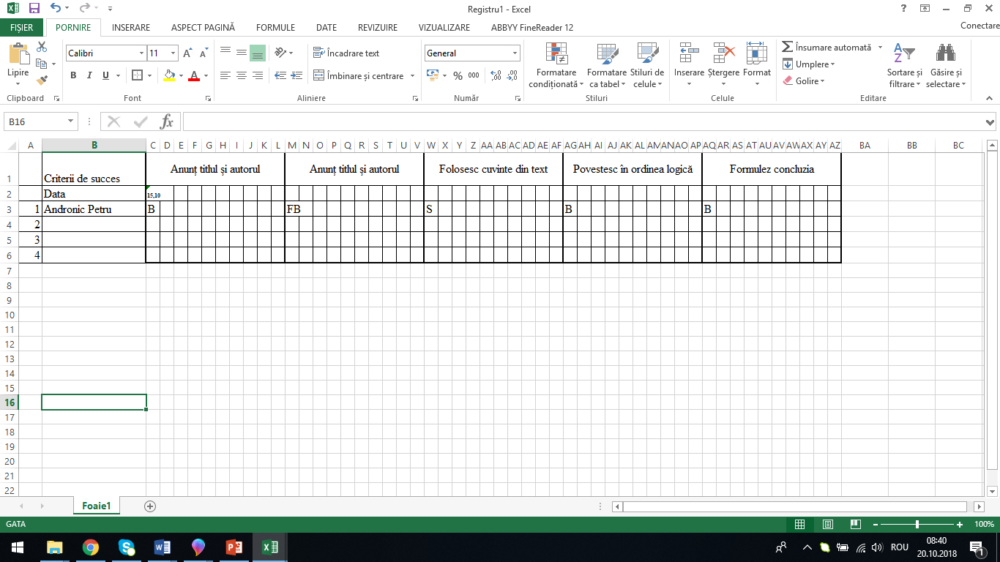 Registru1 - Excel
FIȘIER PORNIRE INSERARE ASPECT PAGINĂ FORMULE DATE REVIZUIRE VIZUALIZARE ABBYY FineReader 12 Conectare
Lipire Calibri 11 Încadrare text General Formatare condiționată Formatare ca tabel Stiluri de celule Inserare Ștergere Format Însumare automată Umplere Golire Sortare și filtrare Găsire și selectare
B I U A Îmbinare și centrare % 000
Clipboard Font Aliniere Număr Stiluri Celule Editare
B16 fx
A B C D E F G H I J K L M N O P Q R S T U V W X Y Z AA AB AC AD AE AF AG AH AI AJ AK AL AM AN AO AP AQ AR AS AT AU AV AW AX AY AZ BA BB BC
1 Criterii de succes Anunț titlul și autorul Anunț titlul și autorul Folosesc cuvinte din text Povestesc în ordinea logică Formulez concluzia
2 Data 15,10
3 1 Andronic Petru B FB S B B
4 2
5 3
6 4
7
8
9
10
11
12
13
14
15
16
17
18
19
20
21
22
Foaie1
GATA 100%
ROU 08:40
20.10.2018 1